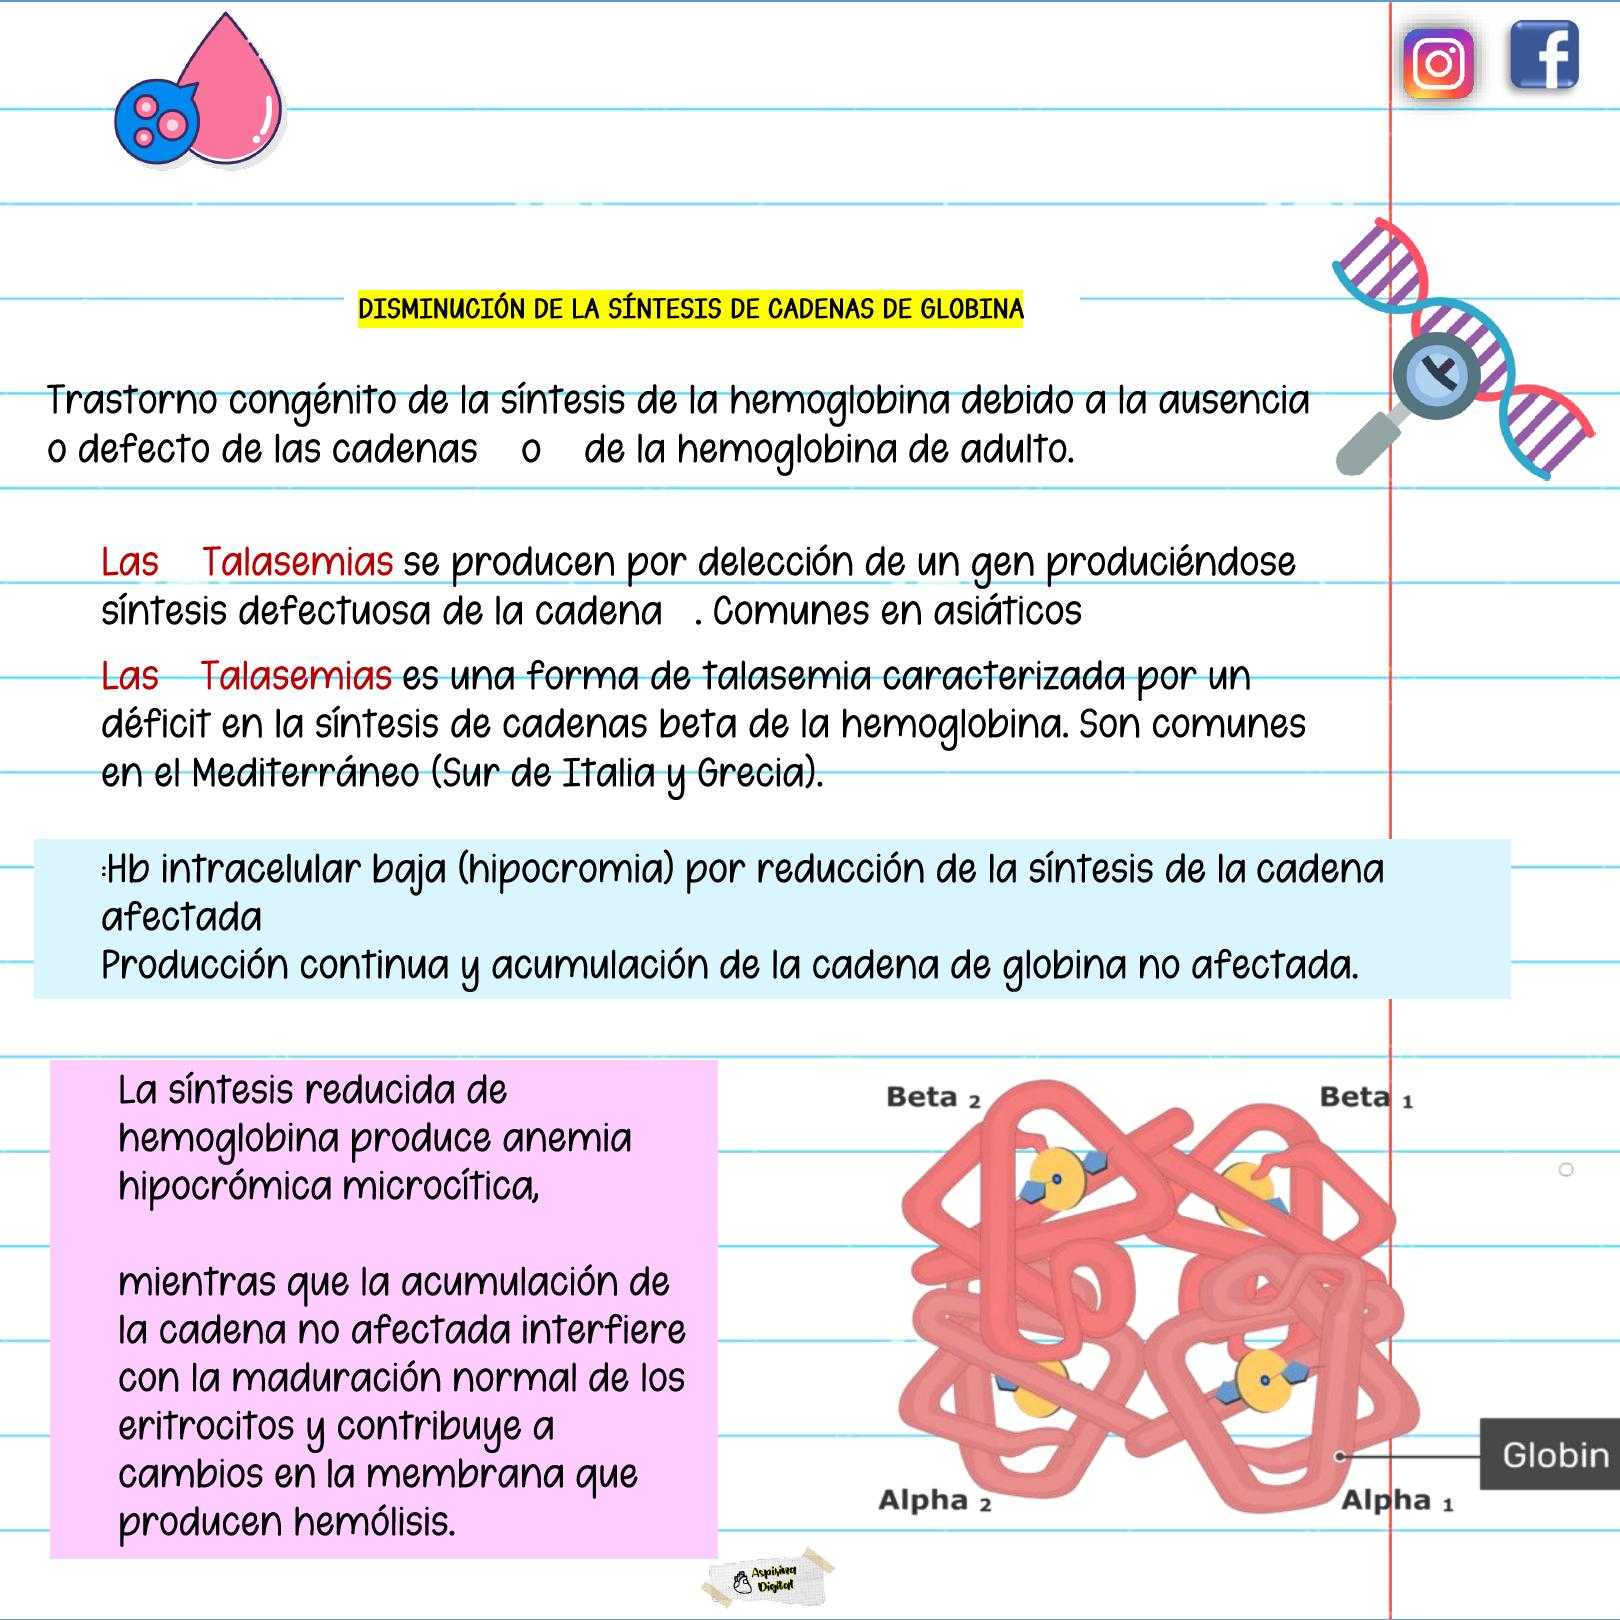 DISMINUCIÓN DE LA SÍNTESIS DE CADENAS DE GLOBINA
Trastorno congénito de la síntesis de la hemoglobina debido a la ausencia
o defecto de las cadenas o de la hemoglobina de adulto.
Las Talasemias se producen por delección de un gen produciéndose
síntesis defectuosa de la cadena . Comunes en asiáticos
Las Talasemias es una forma de talasemia caracterizada por un
déficit en la síntesis de cadenas beta de la hemoglobina. Son comunes
en el Mediterráneo (Sur de Italia y Grecia).
:Hb intracelular baja (hipocromia) por reducción de la síntesis de la cadena
afectada
Producción continua y acumulación de la cadena de globina no afectada.
La síntesis reducida de
hemoglobina produce anemia
hipocrómica microcítica,
mientras que la acumulación de
la cadena no afectada interfiere
con la maduración normal de los
eritrocitos y contribuye a
cambios en la membrana que
producen hemólisis.
Beta 2
Beta 1
Alpha 2
Alpha 1
Globin
Aspivina
Digital